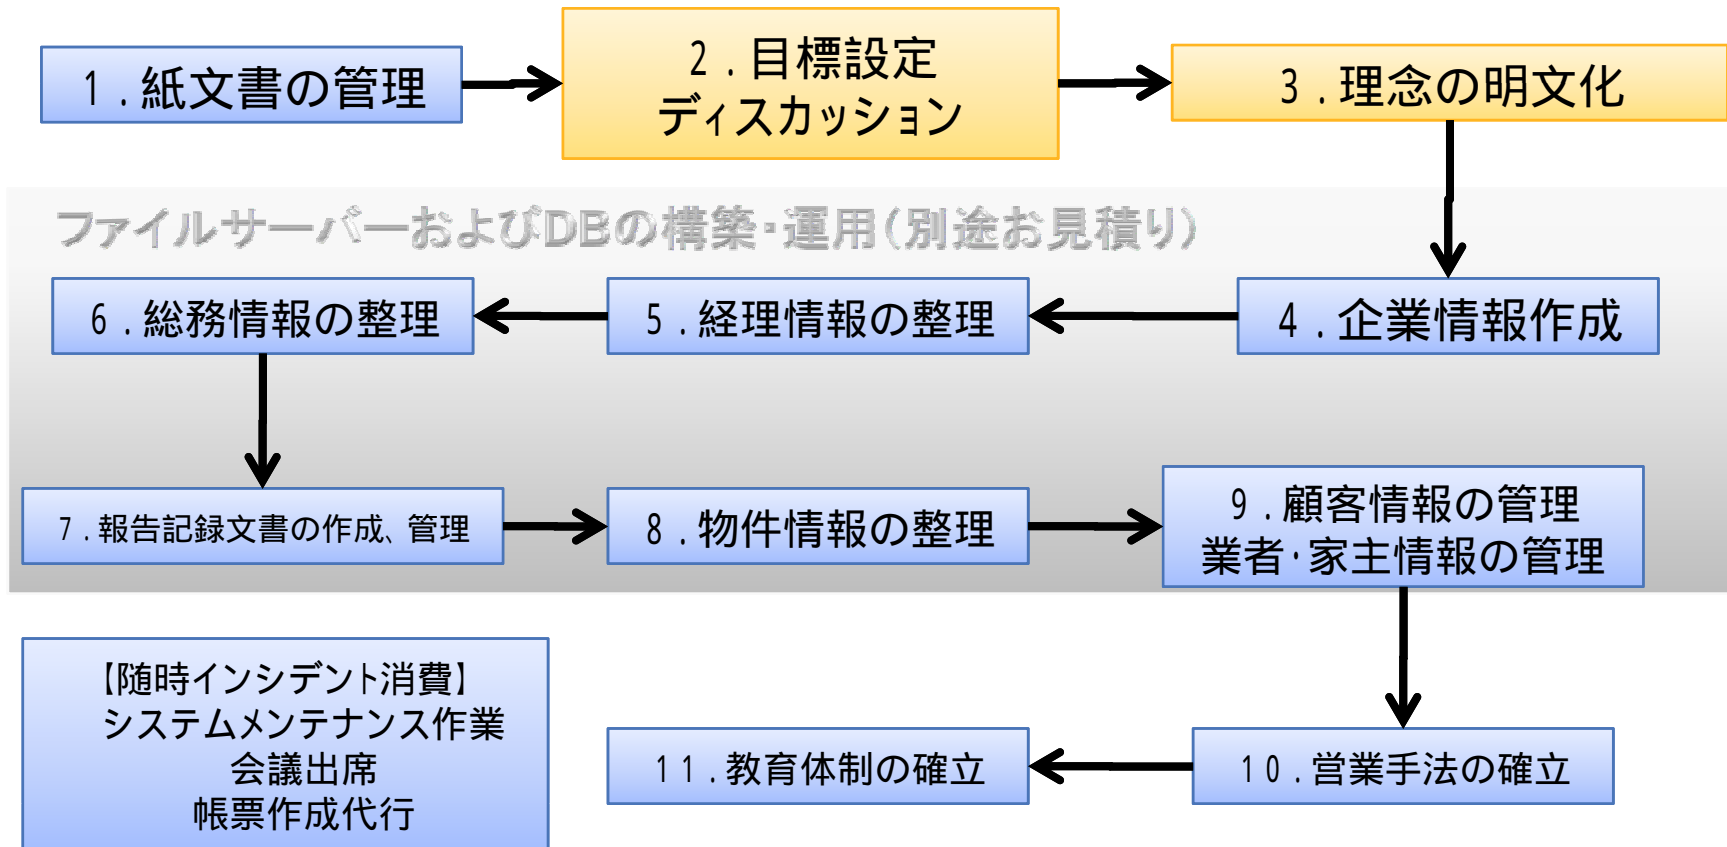 1.紙文書の管理
2.目標設定
ディスカッション
3.理念の明文化
ファイルサーバーおよびDBの構築・運用(別途お見積り)
6.総務情報の整理
5.経理情報の整理
4.企業情報作成
7.報告記録文書の作成、管理
8.物件情報の整理
9.顧客情報の管理
業者・家主情報の管理
【随時インシデント消費】
システムメンテナンス作業
会議出席
帳票作成代行
11.教育体制の確立
10.営業手法の確立